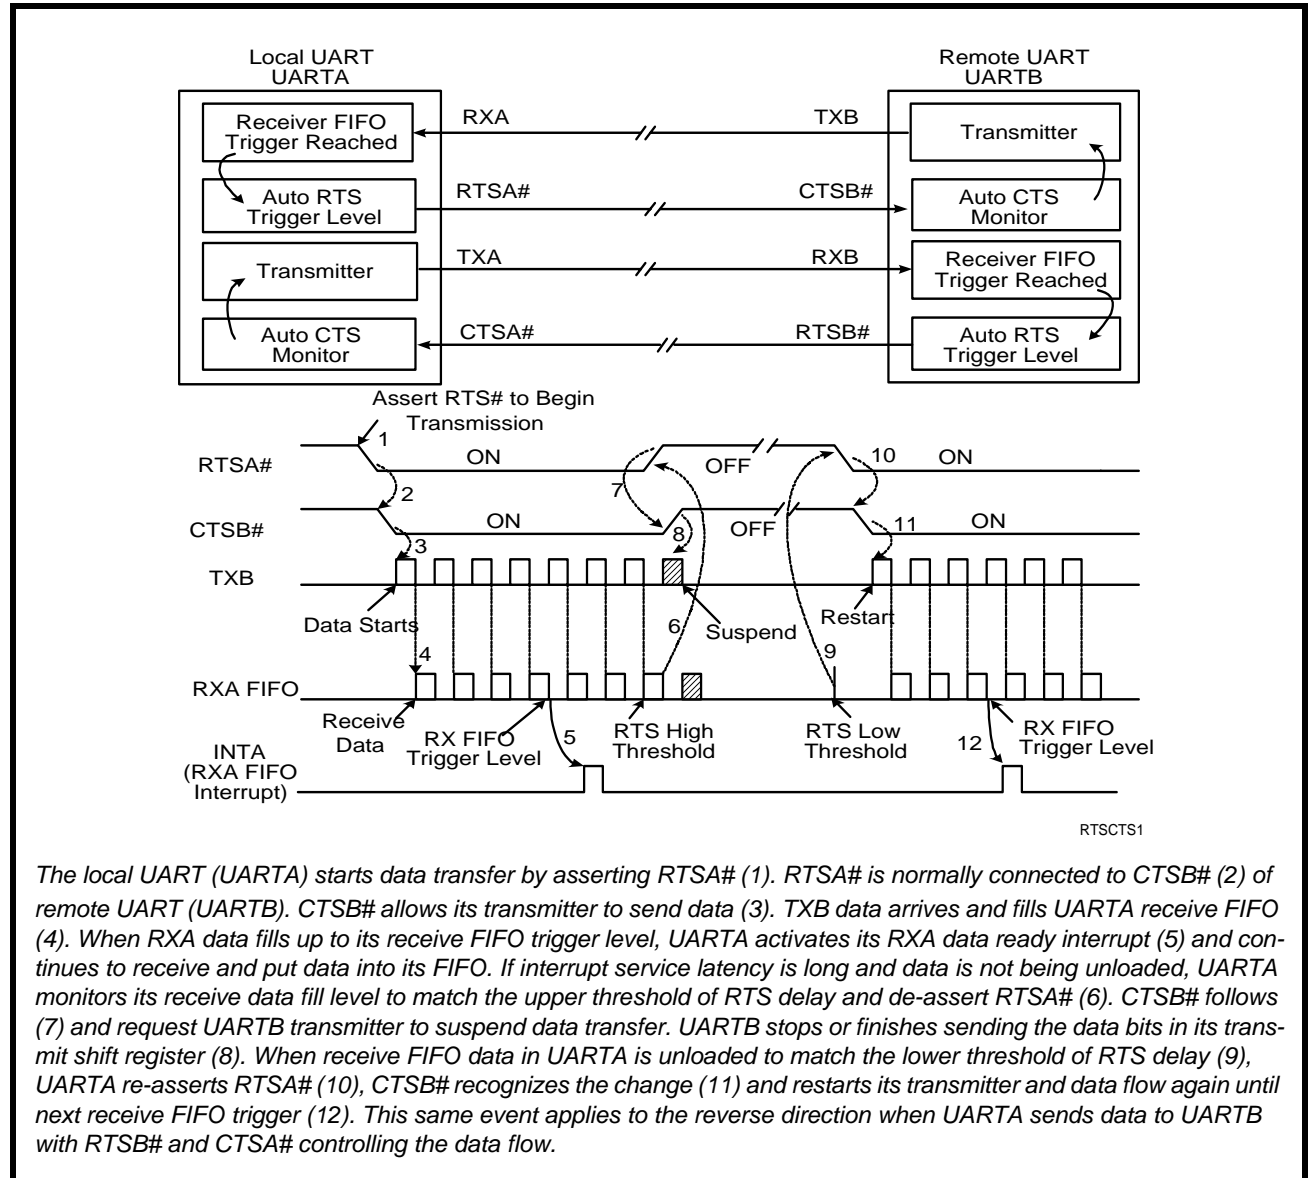 Local UART
UARTA
Remote UART
UARTB
Receiver FIFO
Trigger Reached
RXA
TXB
Transmitter
Auto RTS
Trigger Level
RTSA#
CTSB#
Auto CTS
Monitor
Transmitter
TXA
RXB
Receiver FIFO
Trigger Reached
Auto CTS
Monitor
CTSA#
RTSB#
Auto RTS
Trigger Level
Assert RTS# to Begin
Transmission
1
RTSA#
ON
7
OFF
10
ON
2
CTSB#
ON
8
OFF
11
ON
3
TXB
Data Starts
6
Suspend
Restart
4
9
RXA FIFO
Receive
Data
RX FIFO
Trigger Level
5
RTS High
Threshold
RTS Low
Threshold
12
RX FIFO
Trigger Level
INTA
(RXA FIFO
Interrupt)
RTSCTS1
The local UART (UARTA) starts data transfer by asserting RTSA# (1). RTSA# is normally connected to CTSB# (2) of
remote UART (UARTB). CTSB# allows its transmitter to send data (3). TXB data arrives and fills UARTA receive FIFO
(4). When RXA data fills up to its receive FIFO trigger level, UARTA activates its RXA data ready interrupt (5) and con-
tinues to receive and put data into its FIFO. If interrupt service latency is long and data is not being unloaded, UARTA
monitors its receive data fill level to match the upper threshold of RTS delay and de-assert RTSA# (6). CTSB# follows
(7) and request UARTB transmitter to suspend data transfer. UARTB stops or finishes sending the data bits in its trans-
mit shift register (8). When receive FIFO data in UARTA is unloaded to match the lower threshold of RTS delay (9),
UARTA re-asserts RTSA# (10), CTSB# recognizes the change (11) and restarts its transmitter and data flow again until
next receive FIFO trigger (12). This same event applies to the reverse direction when UARTA sends data to UARTB
with RTSB# and CTSA# controlling the data flow.